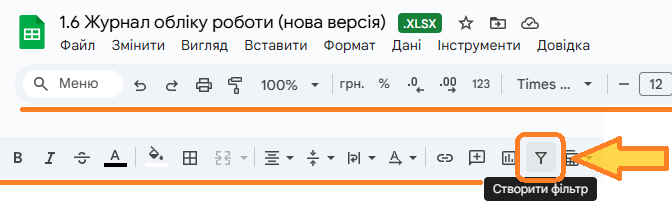 1.6 Журнал обліку роботи (нова версія) .XLSX
Файл Змінити Вигляд Вставити Формат Дані Інструменти Довідка
Меню 100% грн. % .0 .00 123 Times ... 12
B I S A A
Створити фільтр